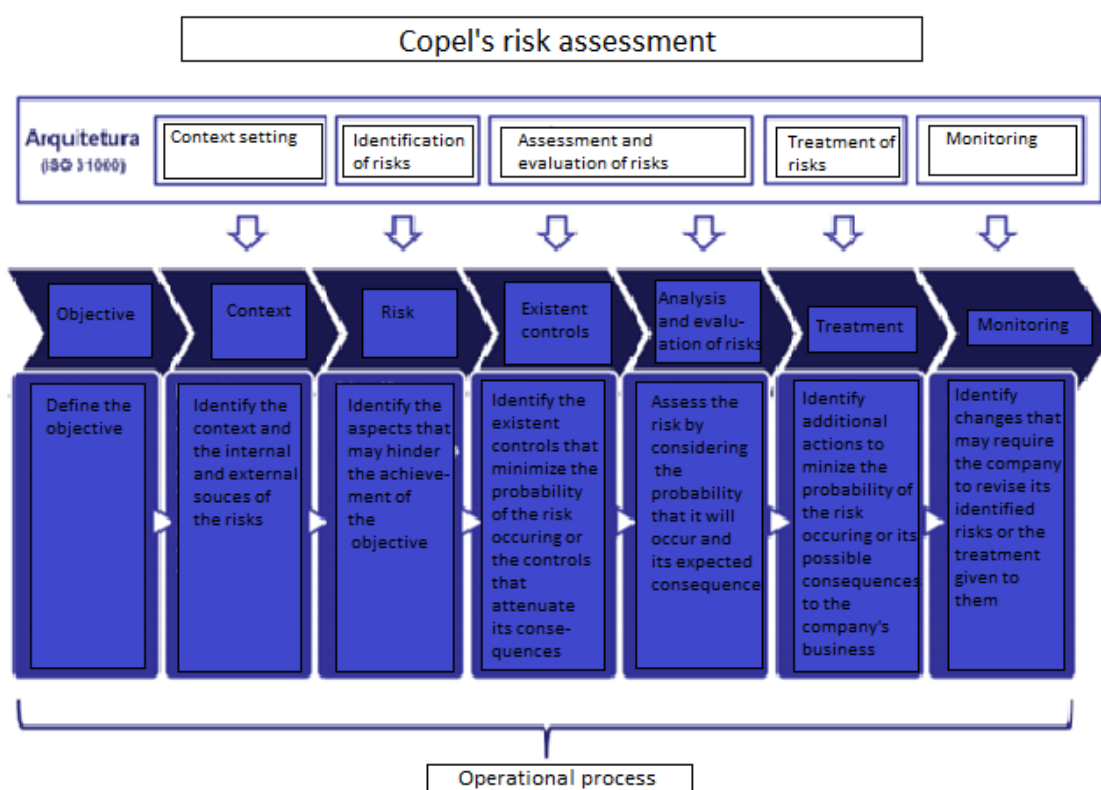 Copel's risk assessment
Arquitetura
(ISO 31000)
Context setting
Identification
of risks
Assessment and
evaluation of risks
Treatment of
risks
Monitoring
Objective
Context
Risk
Existent
controls
Analysis
and evalu-
ation of risks
Treatment
Monitoring
Define the
objective
Identify the
context and
the internal
and external
souces of
the risks
Identify the
aspects that
may hinder
the achieve-
ment of
the
objective
Identify the
existent
controls that
minimize the
probability
of the risk
occuring or
the controls
that
attenuate
its conse-
quences
Assess the
risk by
considering
the
probability
that it will
occur and
its expected
consequence
Identify
additional
actions to
minize the
probability of
the risk
occuring or its
possible
consequences
to the
company's
business
Identify
changes that
may require
the company
to revise its
identified
risks or the
treatment
given to
them
Operational process